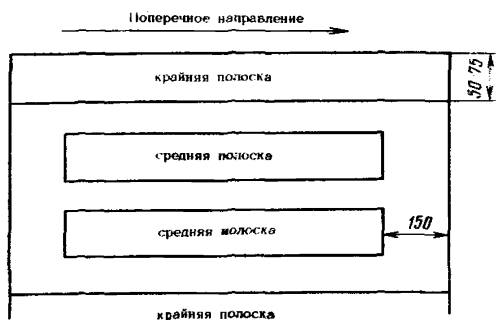 Поперечное направление
крайняя полоска
50 75
средняя полоска
средняя полоска
150
крайняя полоска